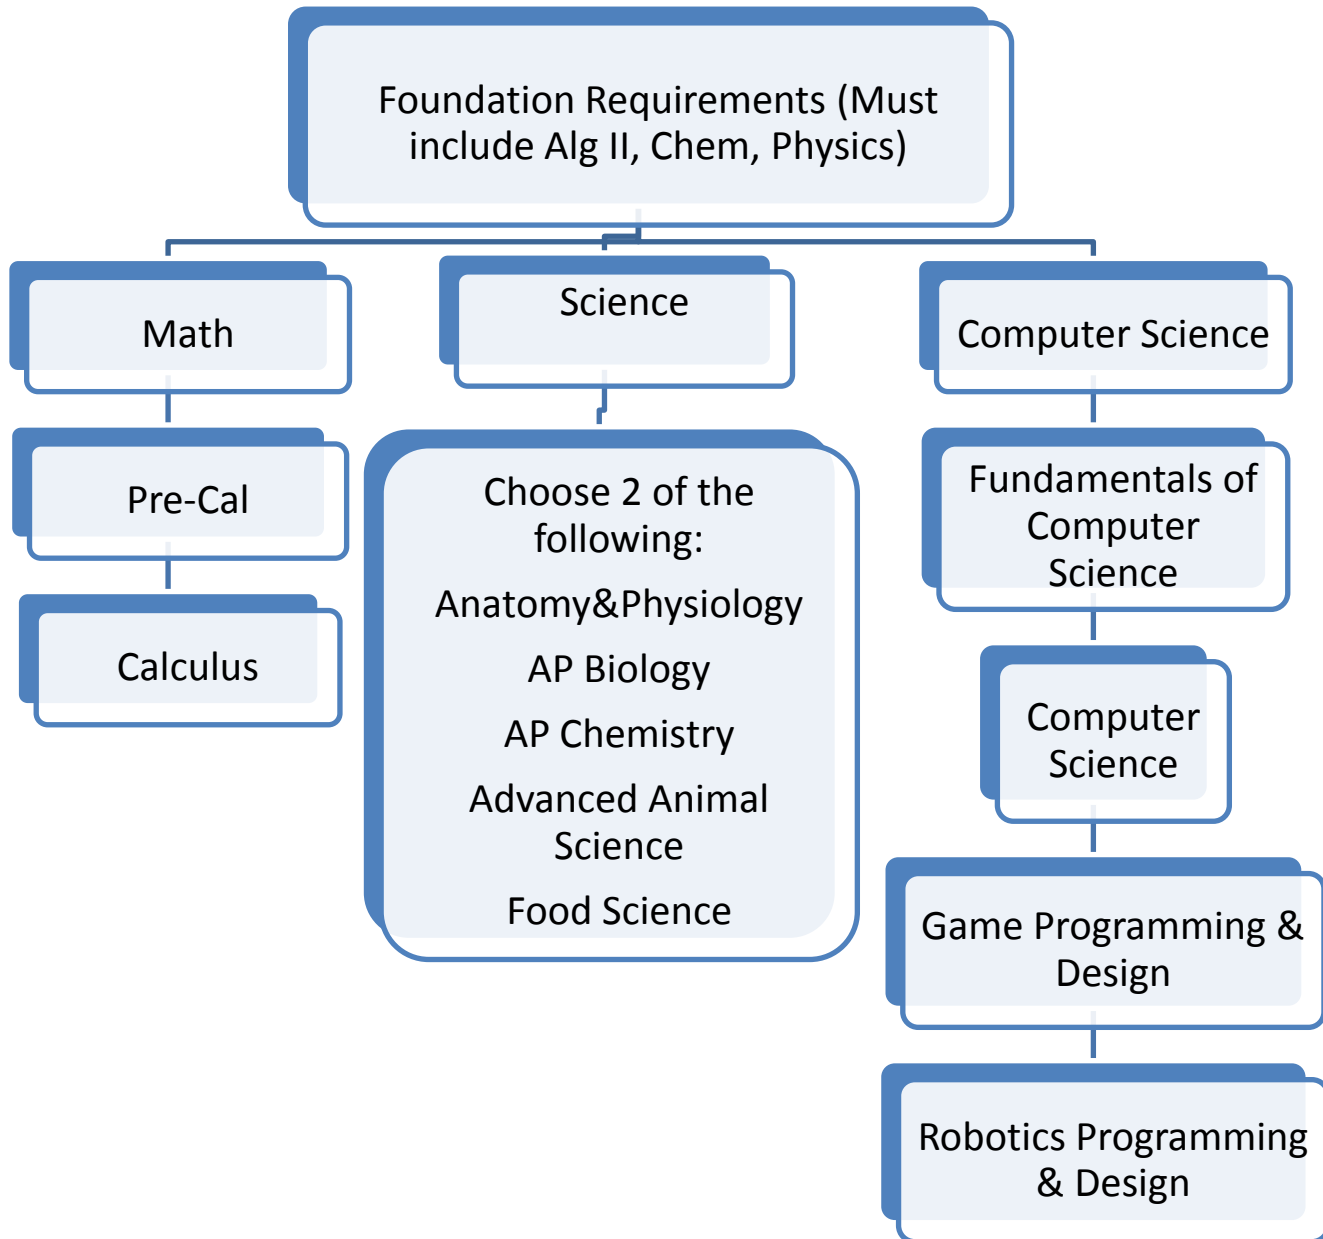 Foundation Requirements (Must
include Alg II, Chem, Physics)
Math
Pre-Cal
Calculus
Science
Choose 2 of the
following:
Anatomy&Physiology
AP Biology
AP Chemistry
Advanced Animal
Science
Food Science
Computer Science
Fundamentals of
Computer
Science
Computer
Science
Game Programming &
Design
Robotics Programming
& Design